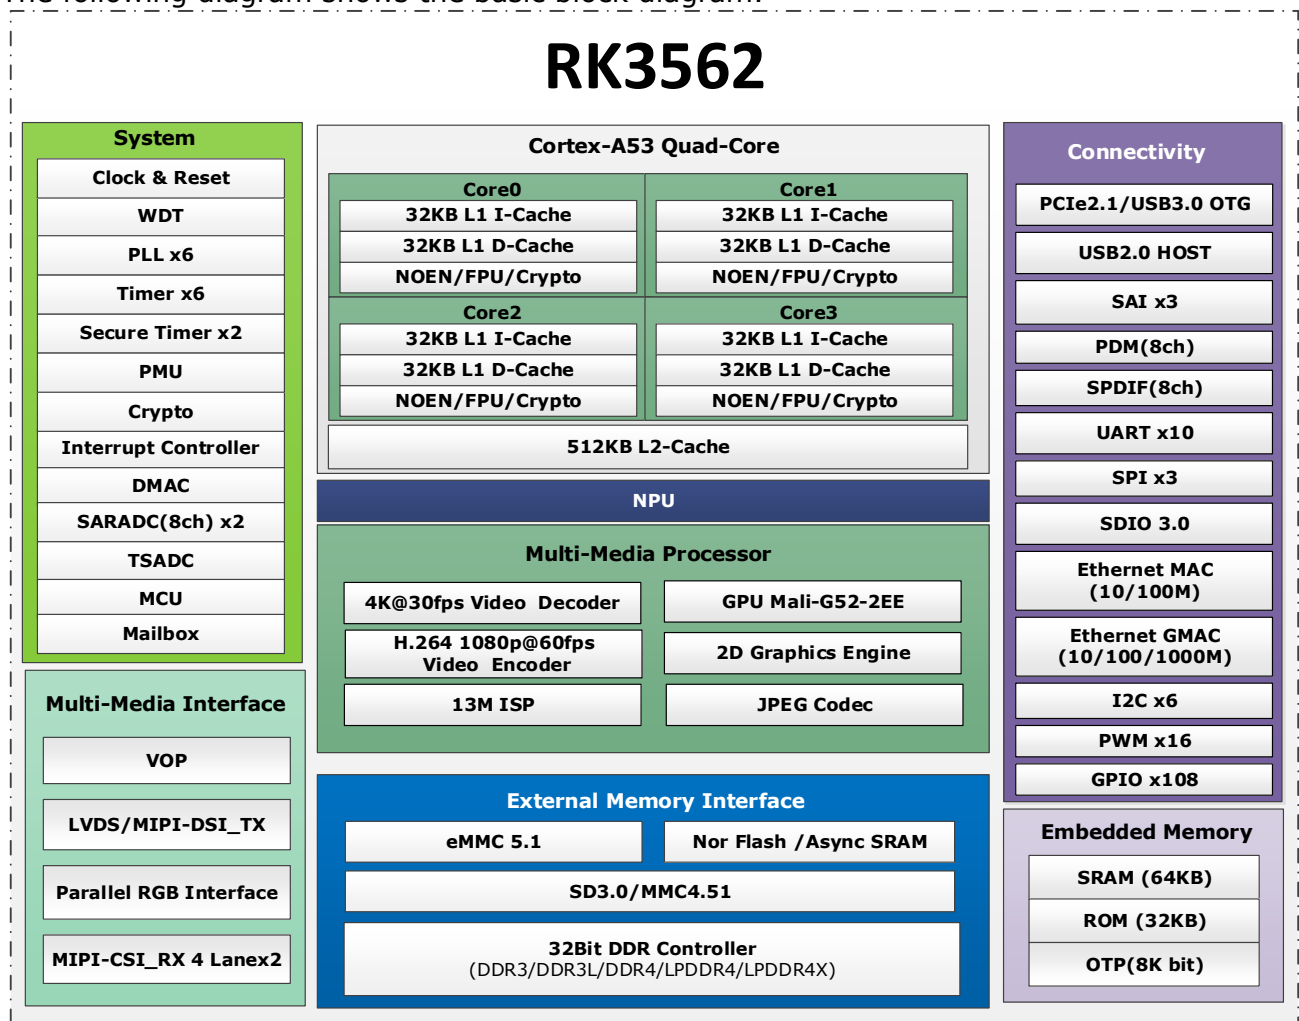 The following diagram shows the basic block diagram.
RK3562
System
Clock & Reset
WDT
PLL x6
Timer x6
Secure Timer x2
PMU
Crypto
Interrupt Controller
DMAC
SARADC(8ch) x2
TSADC
MCU
Mailbox
Multi-Media Interface
VOP
LVDS/MIPI-DSI_TX
Parallel RGB Interface
MIPI-CSI_RX 4 Lanex2
Cortex-A53 Quad-Core
Core0
32KB L1 I-Cache
32KB L1 D-Cache
NOEN/FPU/Crypto
Core1
32KB L1 I-Cache
32KB L1 D-Cache
NOEN/FPU/Crypto
Core2
32KB L1 I-Cache
32KB L1 D-Cache
NOEN/FPU/Crypto
Core3
32KB L1 I-Cache
32KB L1 D-Cache
NOEN/FPU/Crypto
512KB L2-Cache
NPU
Multi-Media Processor
4K@30fps Video Decoder
GPU Mali-G52-2EE
H.264 1080p@60fps
Video Encoder
2D Graphics Engine
13M ISP
JPEG Codec
External Memory Interface
eMMC 5.1
Nor Flash /Async SRAM
SD3.0/MMC4.51
32Bit DDR Controller
(DDR3/DDR3L/DDR4/LPDDR4/LPDDR4X)
Connectivity
PCIe2.1/USB3.0 OTG
USB2.0 HOST
SAI x3
PDM(8ch)
SPDIF(8ch)
UART x10
SPI x3
SDIO 3.0
Ethernet MAC
(10/100M)
Ethernet GMAC
(10/100/1000M)
I2C x6
PWM x16
GPIO x108
Embedded Memory
SRAM (64KB)
ROM (32KB)
OTP(8K bit)